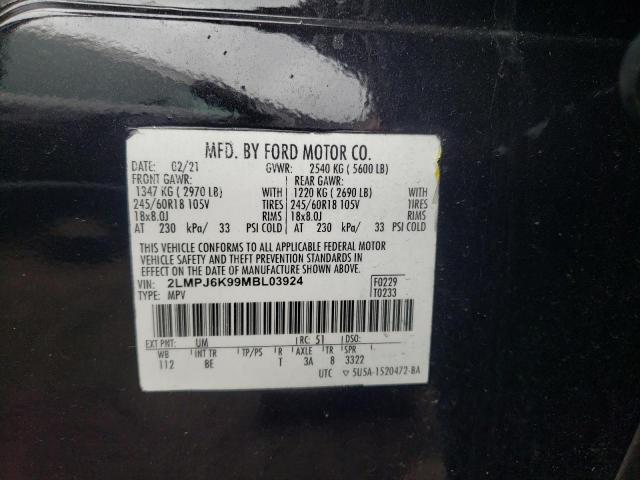 MFD. BY FORD MOTOR CO.
DATE: 02/21 GVWR: 2540 KG (5600 LB)
FRONT GAWR: REAR GAWR:
1347 KG (2970 LB) WITH 1220 KG (2690 LB) WITH
245/60R18 105V TIRES 245/60R18 105V TIRES
18x8.0J RIMS 18x8.0J RIMS
AT 230 kPa/ 33 PSI COLD AT 230 kPa/ 33 PSI COLD
THIS VEHICLE CONFORMS TO ALL APPLICABLE FEDERAL MOTOR
VEHICLE SAFETY AND THEFT PREVENTION STANDARDS IN
EFFECT ON THE DATE OF MANUFACTURE SHOWN ABOVE.
VIN: 2LMPJ6K99MBL03924 F0229
TYPE: MPV T0233
EXT PNT: UM RC: 51 DSO:
WB INT TR TP/PS R AXLE TR SPR
112 BE T 3A 8 3322
UTC ▽ 5U5A-1520472-BA